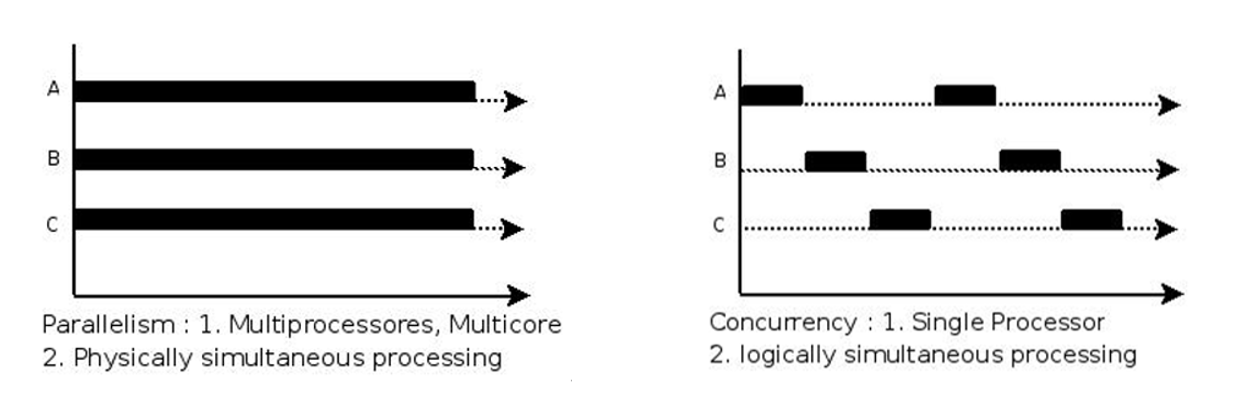 A
B
C
Parallelism : 1. Multiprocessores, Multicore
2. Physically simultaneous processing
A
B
C
Concurrency : 1. Single Processor
2. logically simultaneous processing